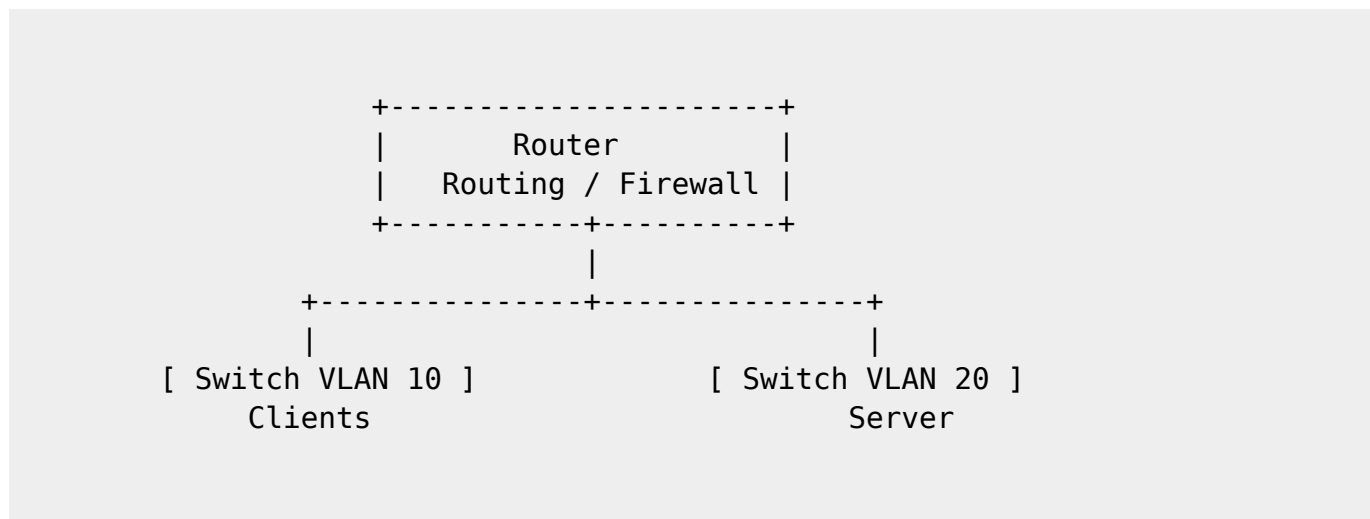 +----------------------+
|       Router         |
|   Routing / Firewall |
+-----------+----------+
|
+---------------+---------------+
|                               |
[ Switch VLAN 10 ]             [ Switch VLAN 20 ]
Clients                           Server